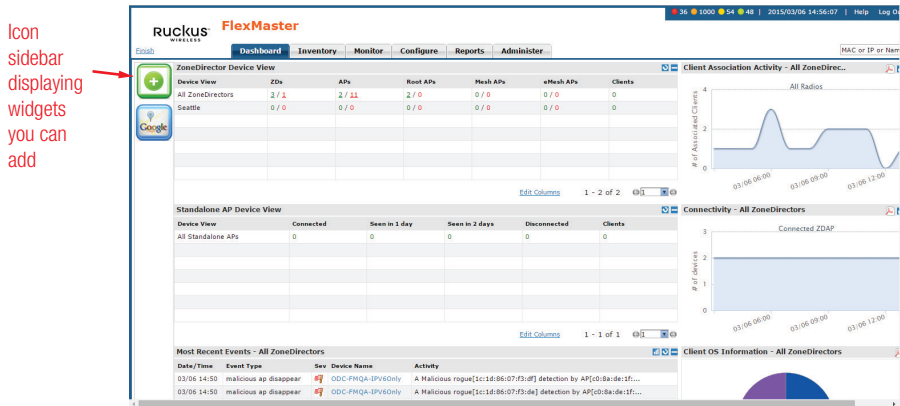 Icon
sidebar
displaying
widgets
you can
add
36 1000 54 48 | 2015/03/06 14:56:07 | Help Log
Ruckus WIRELESS FlexMaster
Finish
Dashboard Inventory Monitor Configure Reports Administer
MAC or IP or Nam
ZoneDirector Device View
Device View ZDs APs Root APs Mesh APs eMesh APs Clients
All ZoneDirectors 3 / 1 2 / 11 2 / 0 0 / 0 0 / 0 0
Seattle 0 / 0 0 / 0 0 / 0 0 / 0 0 / 0 0
Google
Edit Columns 1 - 2 of 2 1
Client Association Activity - All ZoneDirec..
All Radios
# of Associated Clients
4
2
0
03/06 06:00 03/06 09:00 03/06 12:00
Standalone AP Device View
Device View Connected Seen in 1 day Seen in 2 days Disconnected Clients
All Standalone APs 0 0 0 0 0
Edit Columns 1 - 1 of 1 1
Connectivity - All ZoneDirectors
Connected ZDAP
# of devices
3
2
1
0
03/06 06:00 03/06 09:00 03/06 12:00
Most Recent Events - All ZoneDirectors
Date/Time Event Type Sev Device Name Activity
03/06 14:50 malicious ap disappear ODC-FMQA-IPV6Only A Malicious rogue[1c:1d:86:07:f3:df] detection by AP[c0:8a:de:1f:...
03/06 14:50 malicious ap disappear ODC-FMQA-IPV6Only A Malicious rogue[1c:1d:86:07:f3:de] detection by AP[c0:8a:de:1f:...
Client OS Information - All ZoneDirectors